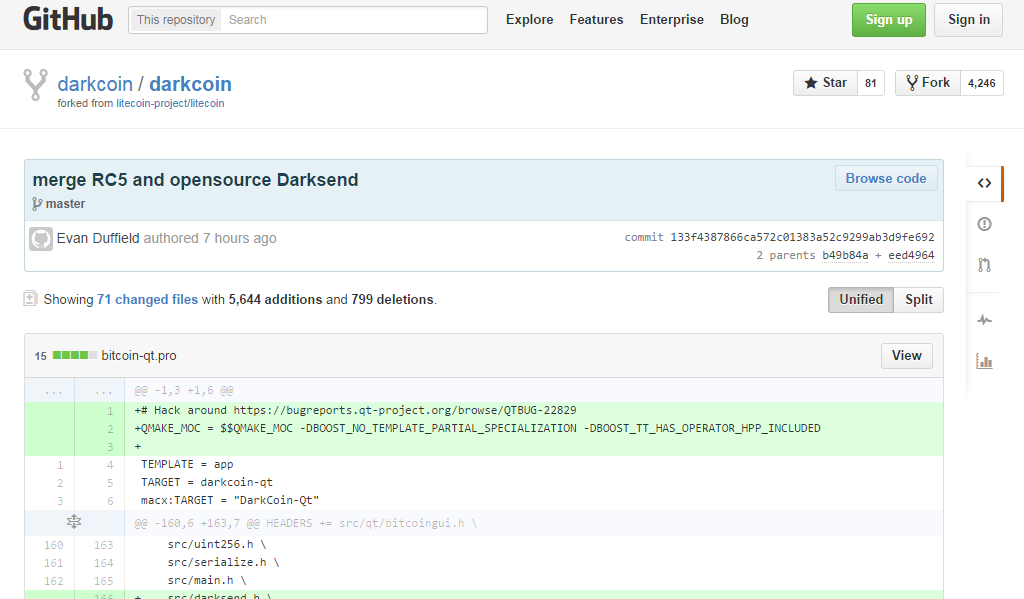 GitHub This repository Search Explore Features Enterprise Blog Sign up Sign in
darkcoin / darkcoin Star 81 Fork 4,246
forked from litecoin-project/litecoin
merge RC5 and opensource Darksend Browse code
master
Evan Duffield authored 7 hours ago commit 133f4387866ca572c01383a52c9299ab3d9fe692
2 parents b49b84a + eed4964
Showing 71 changed files with 5,644 additions and 799 deletions. Unified Split
15 bitcoin-qt.pro View
... ... @@ -1,3 +1,6 @@
1 +# Hack around https://bugreports.qt-project.org/browse/QTBUG-22829
2 +QMAKE_MOC = $$QMAKE_MOC -DBOOST_NO_TEMPLATE_PARTIAL_SPECIALIZATION -DBOOST_TT_HAS_OPERATOR_HPP_INCLUDED
3 +
1 4 TEMPLATE = app
2 5 TARGET = darkcoin-qt
3 6 macx:TARGET = "DarkCoin-Qt"
@@ -160,6 +163,7 @@ HEADERS += src/qt/bitcoingui.h \
160 163 src/uint256.h \
161 164 src/serialize.h \
162 165 src/main.h \
166 + src/darksend.h \